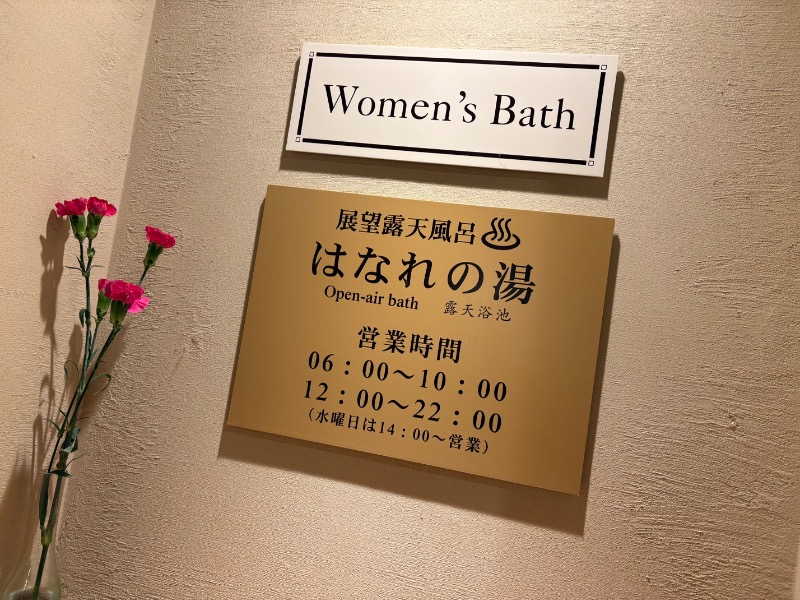 Women's Bath
展望露天風呂♨
はなれの湯
Open-air bath 露天浴池
営業時間
06：00〜10：00
12：00〜22：00
（水曜日は14：00〜営業）